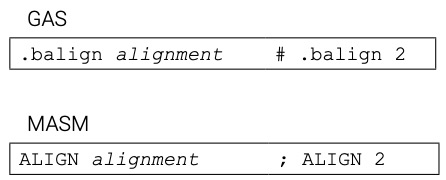 GAS
.balign alignment # .balign 2
MASM
ALIGN alignment ; ALIGN 2